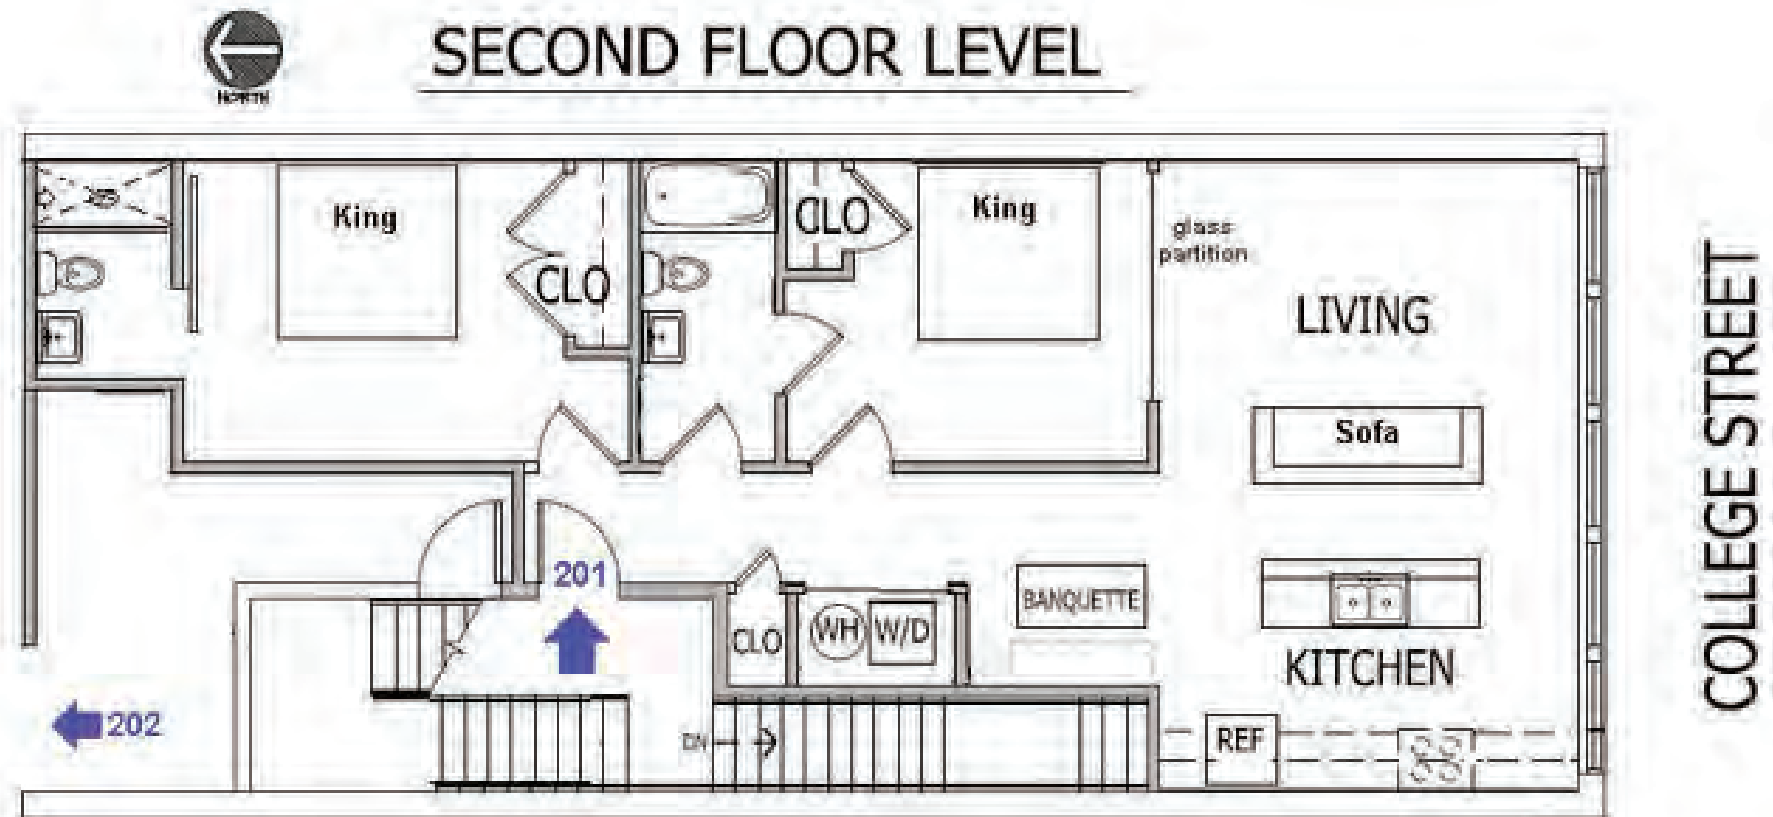 SECOND FLOOR LEVEL
NORTH
King
CLO
CLO
King
glass
partition
LIVING
Sofa
COLLEGE STREET
201
BANQUETTE
CLO
WH
W/D
KITCHEN
202
DN
REF